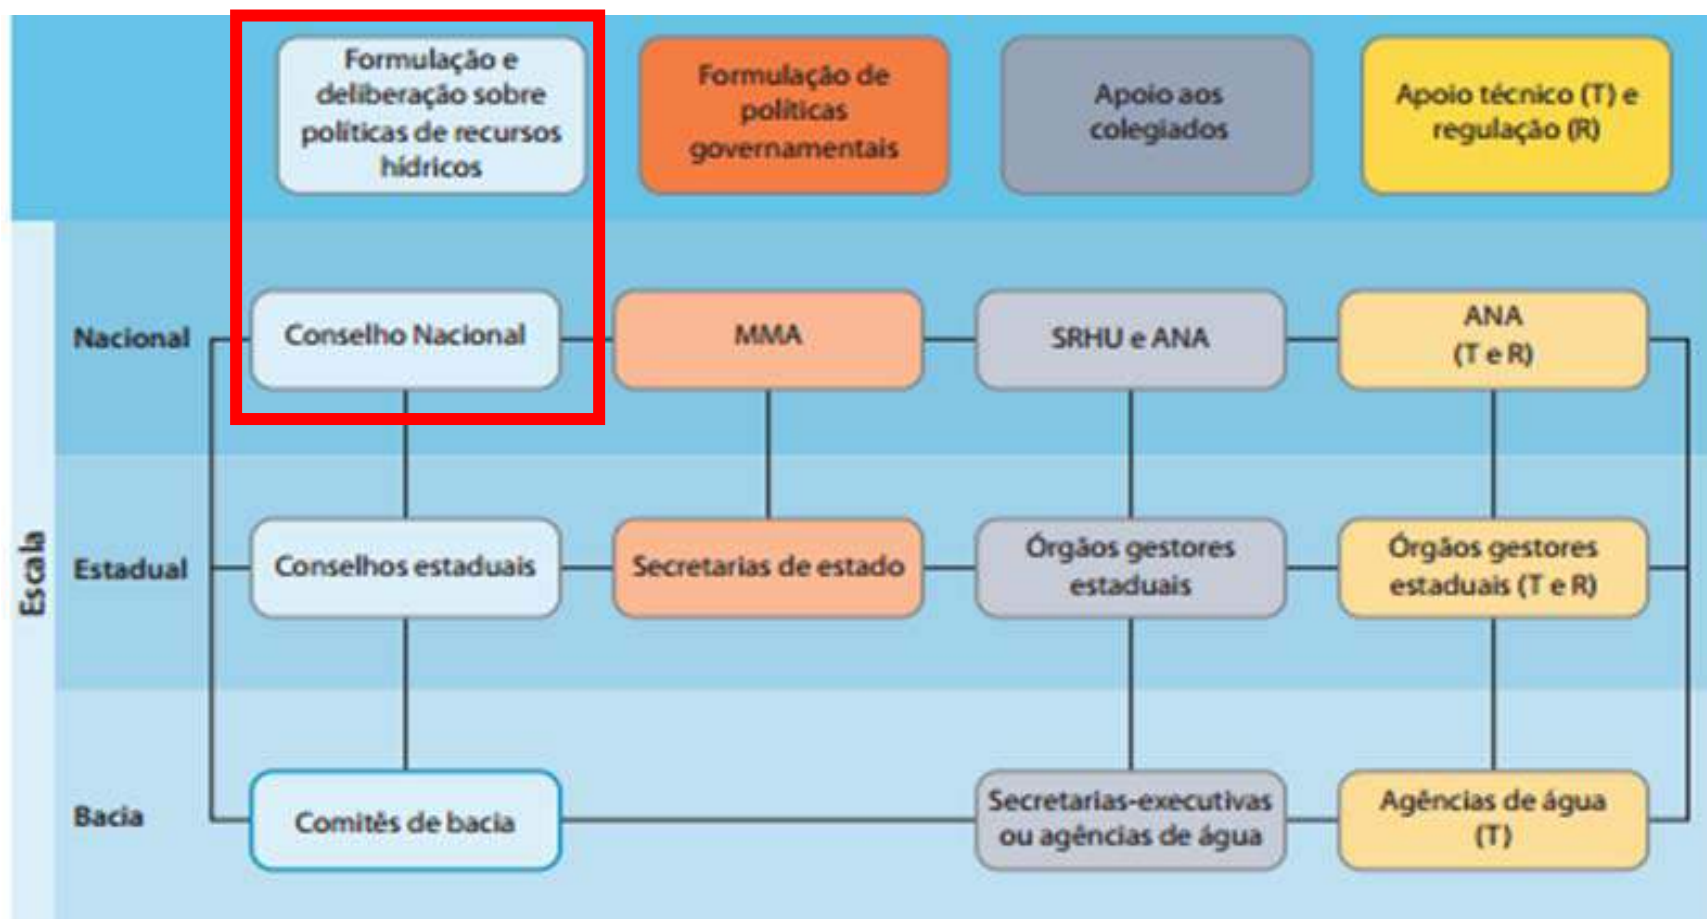 Formulação e
deliberação sobre
políticas de recursos
hídricos
Formulação de
políticas
governamentais
Apoio aos
colegiados
Apoio técnico (T) e
regulação (R)
Escala
Nacional
Conselho Nacional
MMA
SRHU e ANA
ANA
(T e R)
Estadual
Conselhos estaduais
Secretarias de estado
Órgãos gestores
estaduais
Órgãos gestores
estaduais (T e R)
Bacia
Comitês de bacia
Secretarias-executivas
ou agências de água
Agências de água
(T)